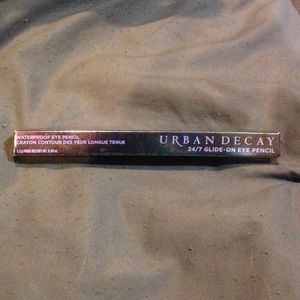 WATERPROOF EYE PENCIL
CRAYON CONTOUR DES YEUX LONGUE TENUE
URBAN DECAY
24/7 GLIDE-ON EYE PENCIL